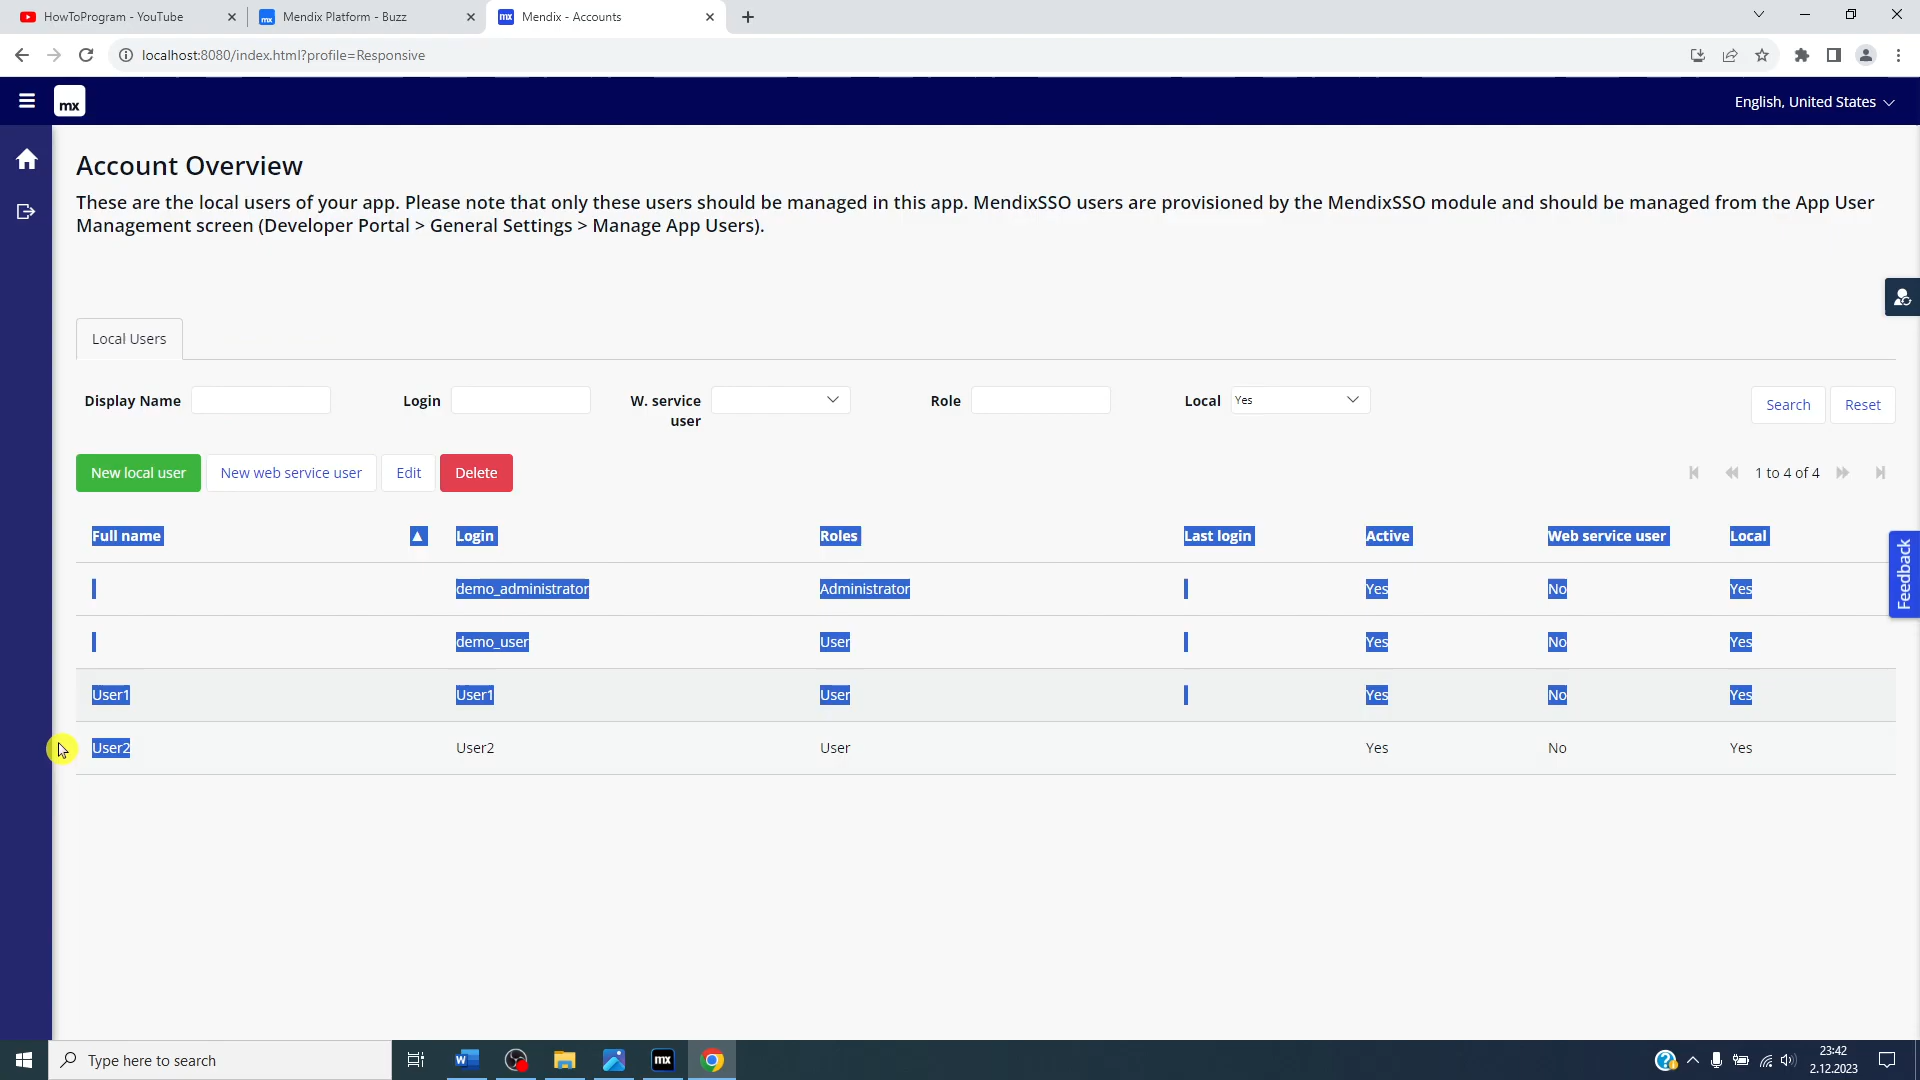 HowToProgram - YouTube
Mendix Platform - Buzz
mx
Mendix - Accounts
localhost:8080/index.html?profile=Responsive
mx
English, United States
Account Overview
These are the local users of your app. Please note that only these users should be managed in this app. MendixSSO users are provisioned by the MendixSSO module and should be managed from the App User
Management screen (Developer Portal > General Settings > Manage App Users).
Local Users
Display Name
Login
W. service
user
Role
Local
Yes
Search
Reset
New local user
New web service user
Edit
Delete
1 to 4 of 4
Full name ▲ Login Roles Last login Active Web service user Local
demo_administrator Administrator Yes No Yes
demo_user User Yes No Yes
User1 User1 User Yes No Yes
User2 User2 User Yes No Yes
Feedback
Type here to search
mx
23:42
2.12.2023